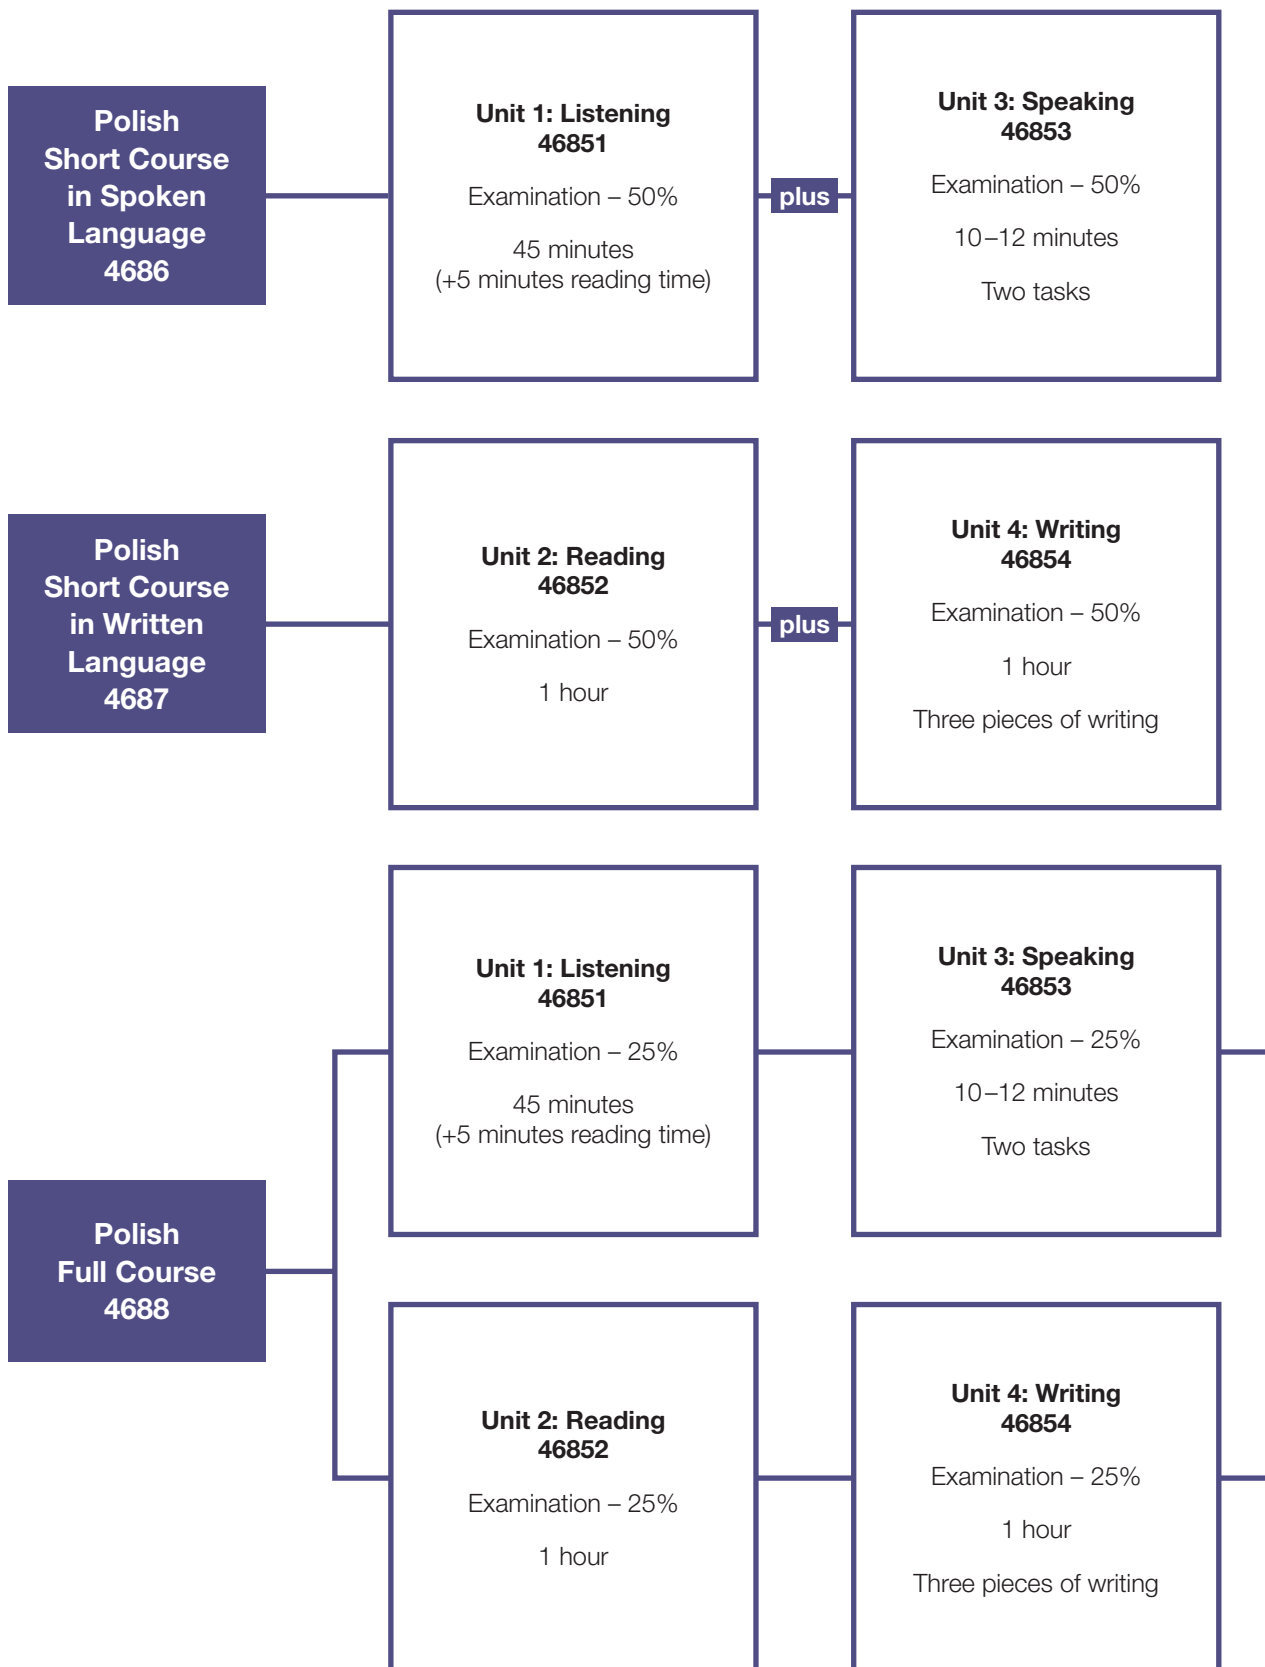 Polish
Short Course
in Spoken
Language
4686
Unit 1: Listening
46851
Examination – 50%
45 minutes
(+5 minutes reading time)
plus
Unit 3: Speaking
46853
Examination – 50%
10–12 minutes
Two tasks
Polish
Short Course
in Written
Language
4687
Unit 2: Reading
46852
Examination – 50%
1 hour
plus
Unit 4: Writing
46854
Examination – 50%
1 hour
Three pieces of writing
Polish
Full Course
4688
Unit 1: Listening
46851
Examination – 25%
45 minutes
(+5 minutes reading time)
Unit 3: Speaking
46853
Examination – 25%
10–12 minutes
Two tasks
Unit 2: Reading
46852
Examination – 25%
1 hour
Unit 4: Writing
46854
Examination – 25%
1 hour
Three pieces of writing